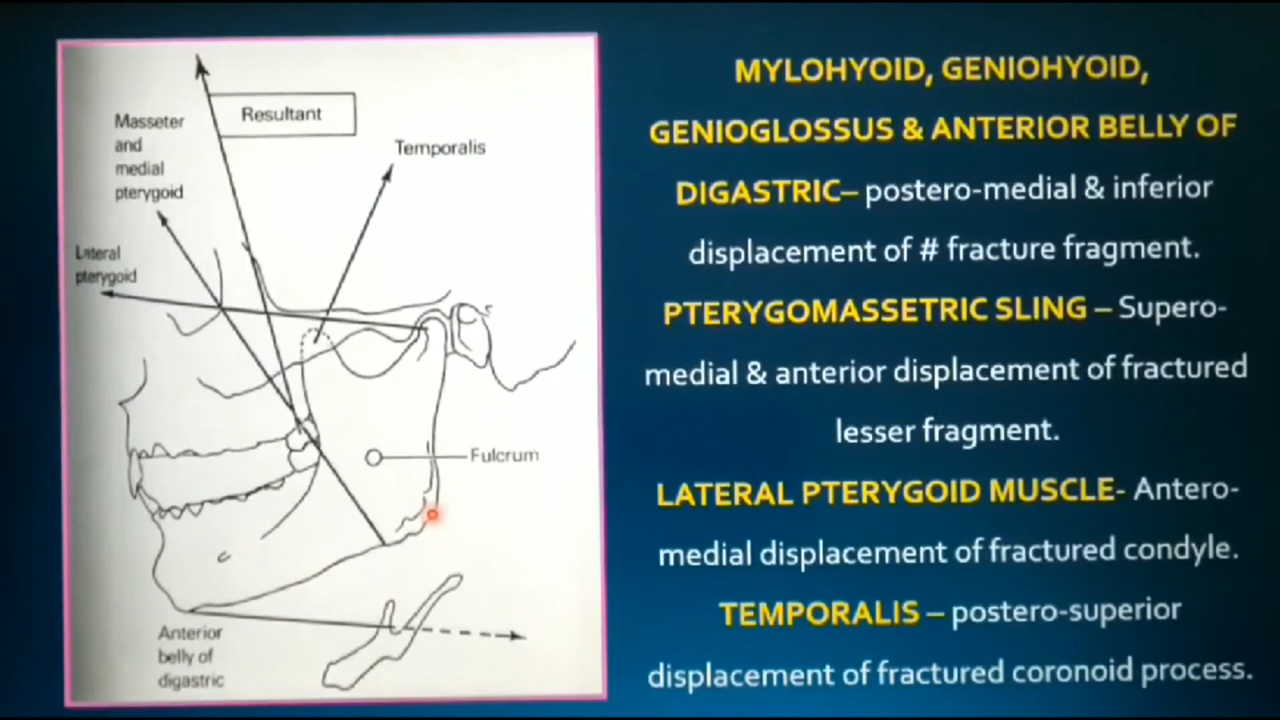 Resultant
Masseter
and
medial
pterygoid
Temporalis
Lateral
pterygoid
Fulcrum
Anterior
belly of
digastric
MYLOHYOID, GENIOHYOID,
GENIOGLOSSUS & ANTERIOR BELLY OF
DIGASTRIC– postero-medial & inferior
displacement of # fracture fragment.
PTERYGOMASSETRIC SLING – Supero-
medial & anterior displacement of fractured
lesser fragment.
LATERAL PTERYGOID MUSCLE- Antero-
medial displacement of fractured condyle.
TEMPORALIS – postero-superior
displacement of fractured coronoid process.